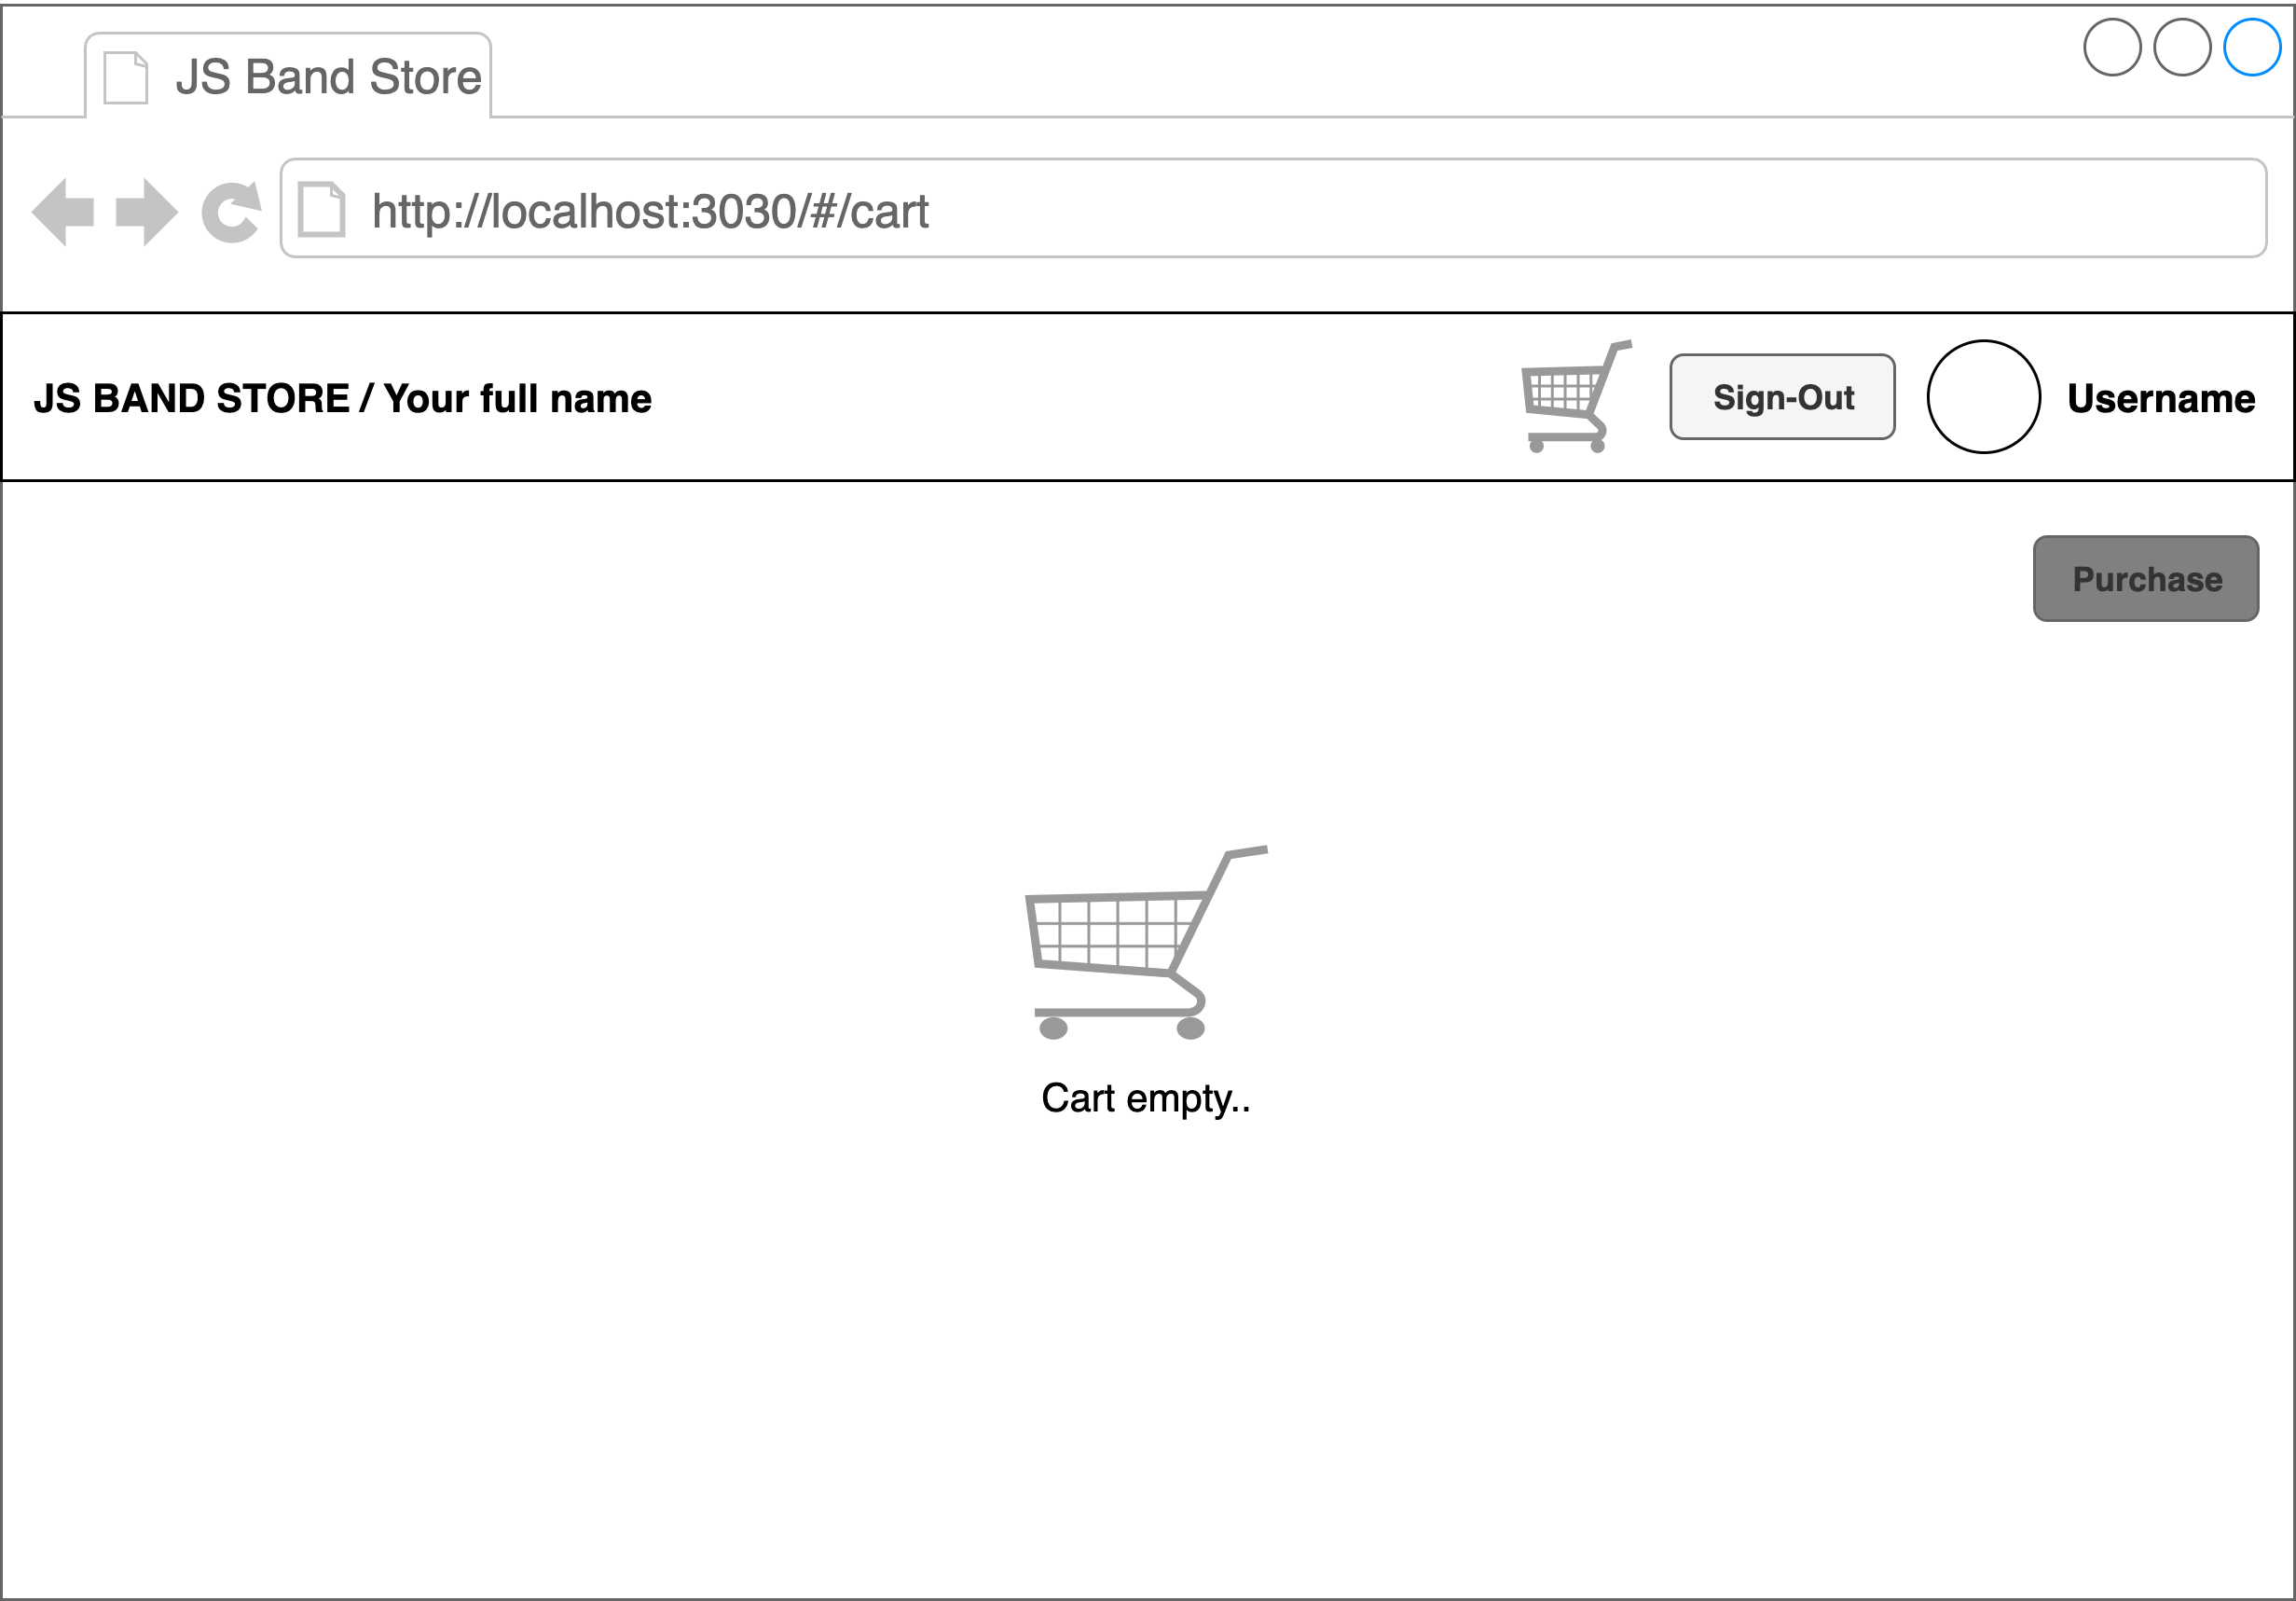 JS Band Store
http://localhost:3030/#/cart
JS BAND STORE / Your full name
Sign-Out
Username
Purchase
Cart empty..